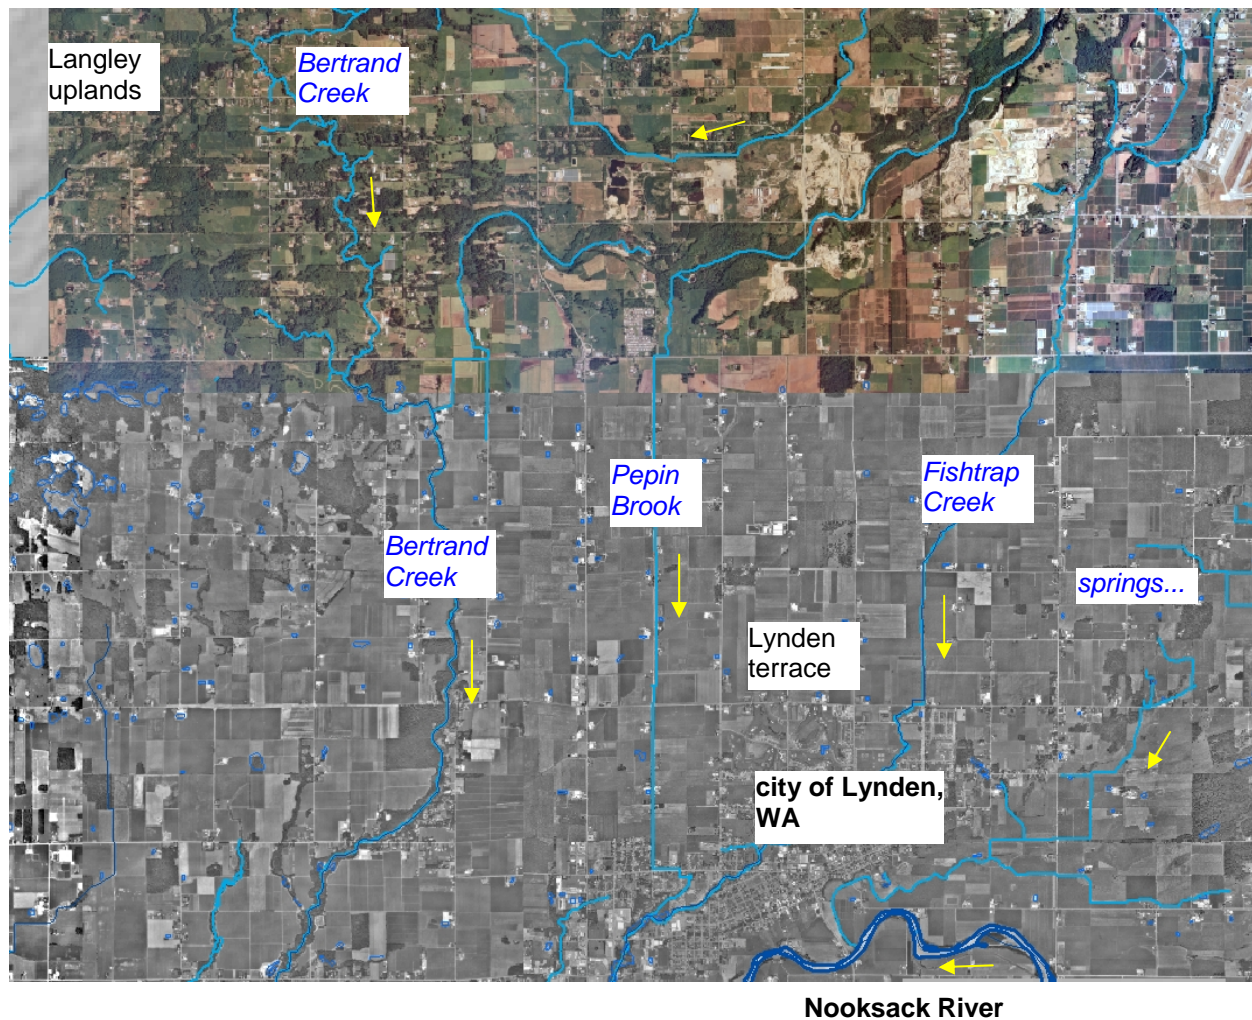 Langley
uplands
Bertrand
Creek
Pepin
Brook
Fishtrap
Creek
Bertrand
Creek
springs...
Lynden
terrace
city of Lynden,
WA
Nooksack River